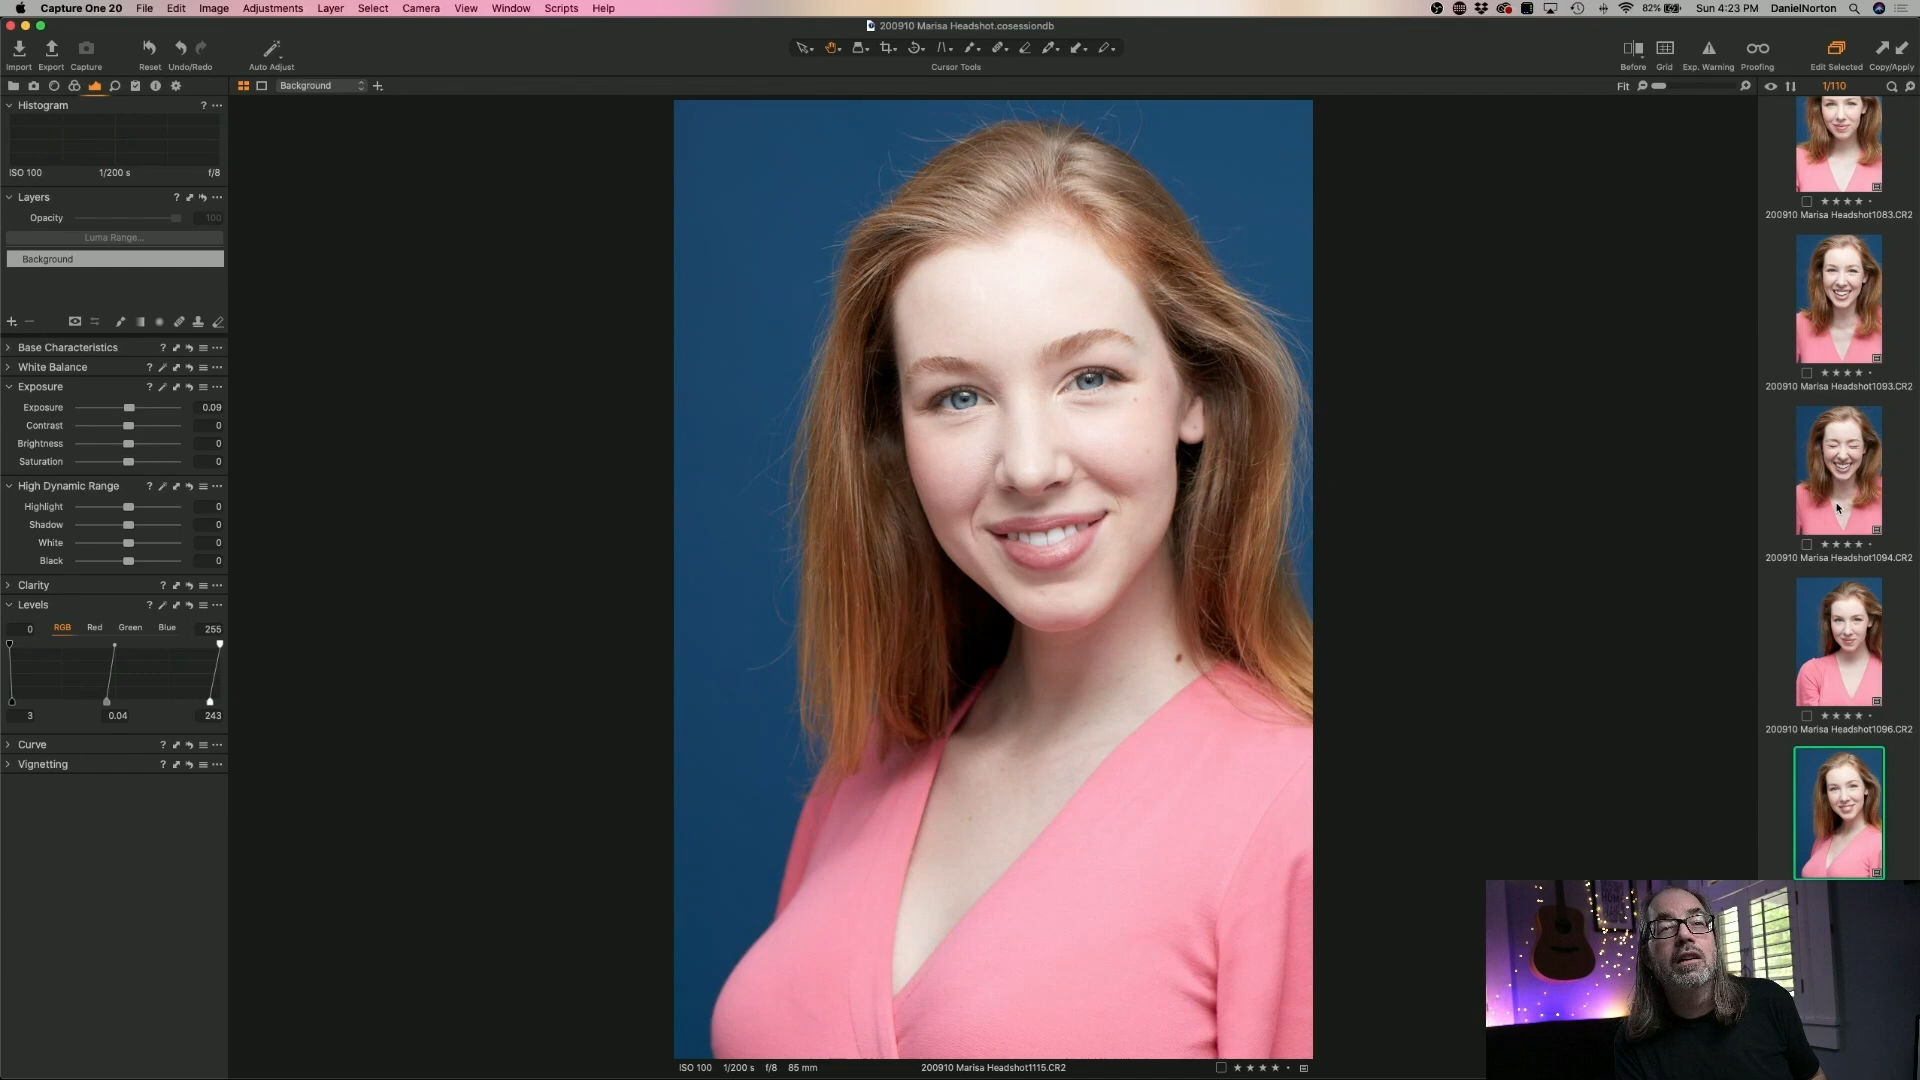 Capture One 20 File Edit Image Adjustments Layer Select Camera View Window Scripts Help 82% Sun 4:23 PM DanielNorton
200910 Marisa Headshot.cosessiondb
Import Export Capture Reset Undo/Redo Auto Adjust Cursor Tools Before Grid Exp. Warning Proofing Edit Selected Copy/Apply
Background Fit 1/110
Histogram ?
ISO 100 1/200 s f/8
Layers ?
Opacity 100
Luma Range...
Background
Base Characteristics ?
White Balance ?
Exposure ?
Exposure 0.09
Contrast 0
Brightness 0
Saturation 0
High Dynamic Range ?
Highlight 0
Shadow 0
White 0
Black 0
Clarity ?
Levels ?
0 RGB Red Green Blue 255
3 0.04 243
Curve ?
Vignetting ?
200910 Marisa Headshot1083.CR2
200910 Marisa Headshot1093.CR2
200910 Marisa Headshot1094.CR2
200910 Marisa Headshot1096.CR2
ISO 100 1/200 s f/8 85 mm 200910 Marisa Headshot1115.CR2